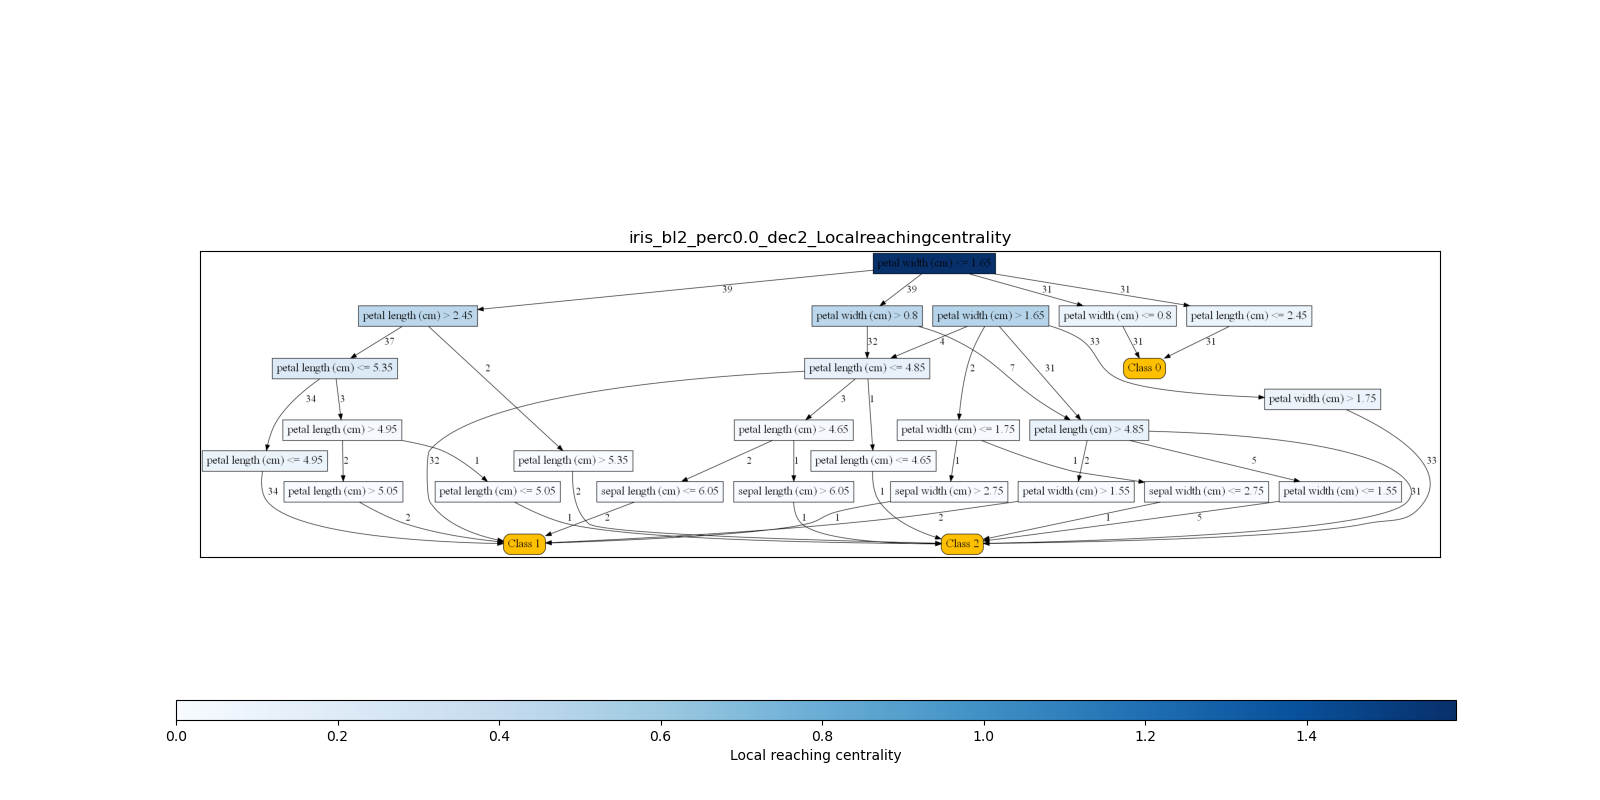 iris_bl2_perc0.0_dec2_Localreachingcentrality
petal width (cm) <= 1.65
39
39
31
31
petal length (cm) > 2.45
petal width (cm) > 0.8
petal width (cm) > 1.65
petal width (cm) <= 0.8
petal length (cm) <= 2.45
37
32
4
33
31
31
petal length (cm) <= 5.35
2
petal length (cm) <= 4.85
2
7
31
Class 0
34
3
3
1
petal width (cm) > 1.75
petal length (cm) > 4.95
petal length (cm) > 4.65
petal width (cm) <= 1.75
petal length (cm) > 4.85
petal length (cm) <= 4.95
2
32
1
petal length (cm) > 5.35
2
1
petal length (cm) <= 4.65
1
1
2
5
33
34
petal length (cm) > 5.05
petal length (cm) <= 5.05
2
sepal length (cm) <= 6.05
sepal length (cm) > 6.05
1
sepal width (cm) > 2.75
petal width (cm) > 1.55
sepal width (cm) <= 2.75
petal width (cm) <= 1.55
31
2
1
2
1
1
2
1
5
Class 1
Class 2
0.0
0.2
0.4
0.6
0.8
1.0
1.2
1.4
Local reaching centrality